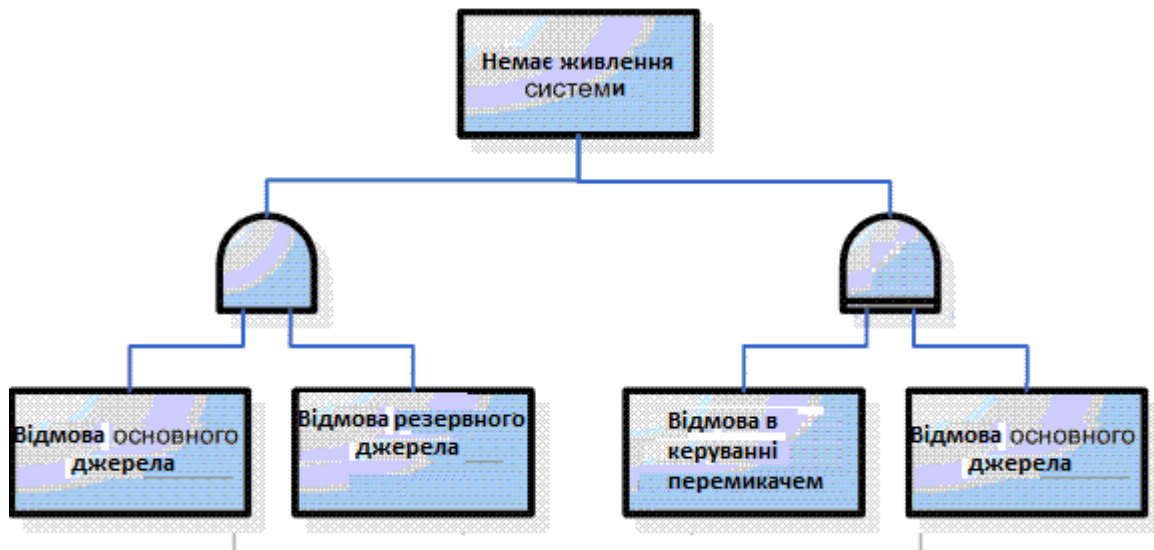 Немає живлення
системи
Відмова основного
джерела
Відмова резервного
джерела
Відмова в
керуванні
перемикачем
Відмова основного
джерела